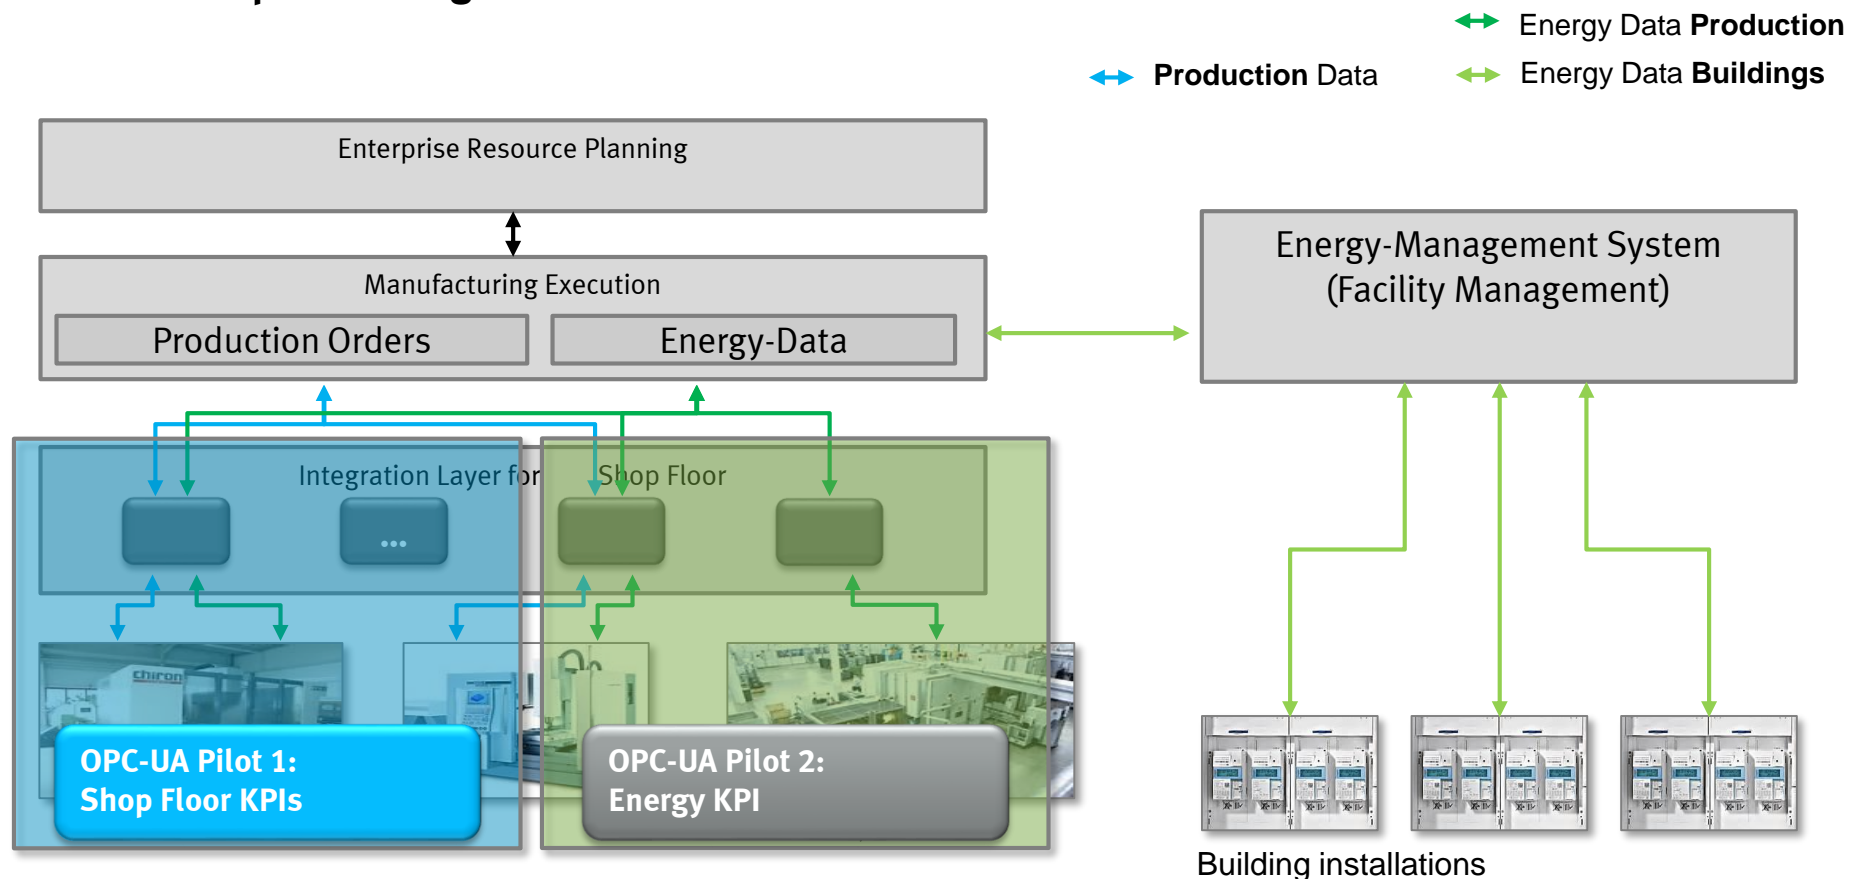 Energy Data Production
Production Data
Energy Data Buildings
Enterprise Resource Planning
Energy-Management System
(Facility Management)
Manufacturing Execution
Production Orders
Energy-Data
Integration Layer for Shop Floor
...
chiron
OPC-UA Pilot 1:
Shop Floor KPIs
OPC-UA Pilot 2:
Energy KPI
Building installations